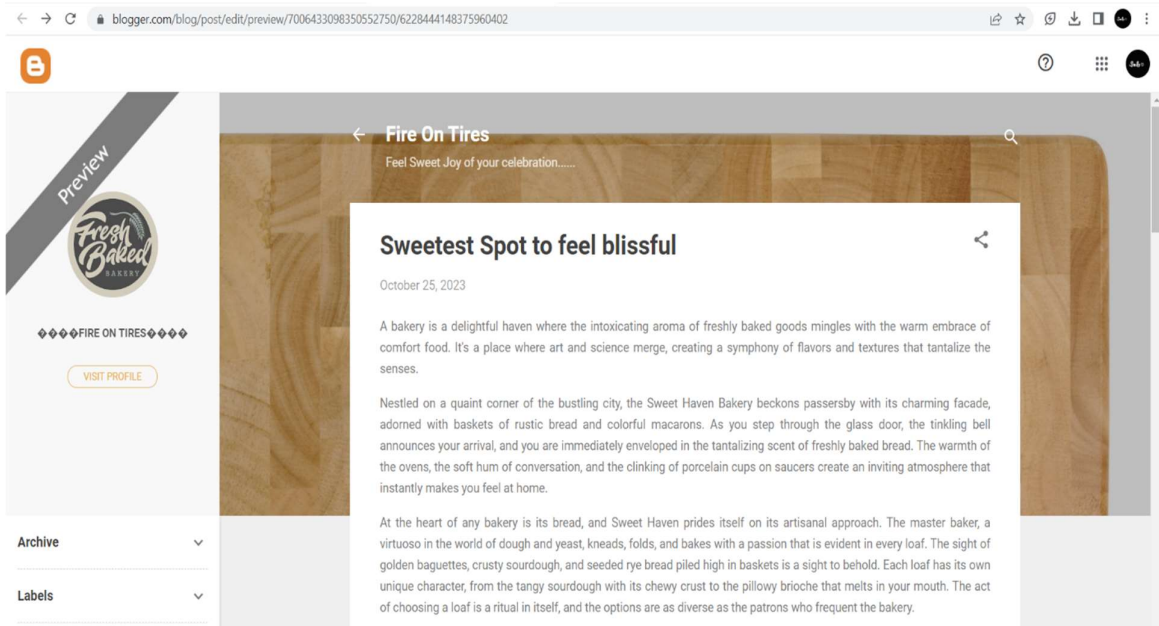 blogger.com/blog/post/edit/preview/7006433098350552750/6228444148375960402
Preview
Fresh
Baked
BAKERY
����FIRE ON TIRES����
VISIT PROFILE
Archive
Labels
Fire On Tires
Feel Sweet Joy of your celebration......
Sweetest Spot to feel blissful
October 25, 2023
A bakery is a delightful haven where the intoxicating aroma of freshly baked goods mingles with the warm embrace of
comfort food. It's a place where art and science merge, creating a symphony of flavors and textures that tantalize the
senses.
Nestled on a quaint corner of the bustling city, the Sweet Haven Bakery beckons passersby with its charming facade,
adorned with baskets of rustic bread and colorful macarons. As you step through the glass door, the tinkling bell
announces your arrival, and you are immediately enveloped in the tantalizing scent of freshly baked bread. The warmth of
the ovens, the soft hum of conversation, and the clinking of porcelain cups on saucers create an inviting atmosphere that
instantly makes you feel at home.
At the heart of any bakery is its bread, and Sweet Haven prides itself on its artisanal approach. The master baker, a
virtuoso in the world of dough and yeast, kneads, folds, and bakes with a passion that is evident in every loaf. The sight of
golden baguettes, crusty sourdough, and seeded rye bread piled high in baskets is a sight to behold. Each loaf has its own
unique character, from the tangy sourdough with its chewy crust to the pillowy brioche that melts in your mouth. The act
of choosing a loaf is a ritual in itself, and the options are as diverse as the patrons who frequent the bakery.